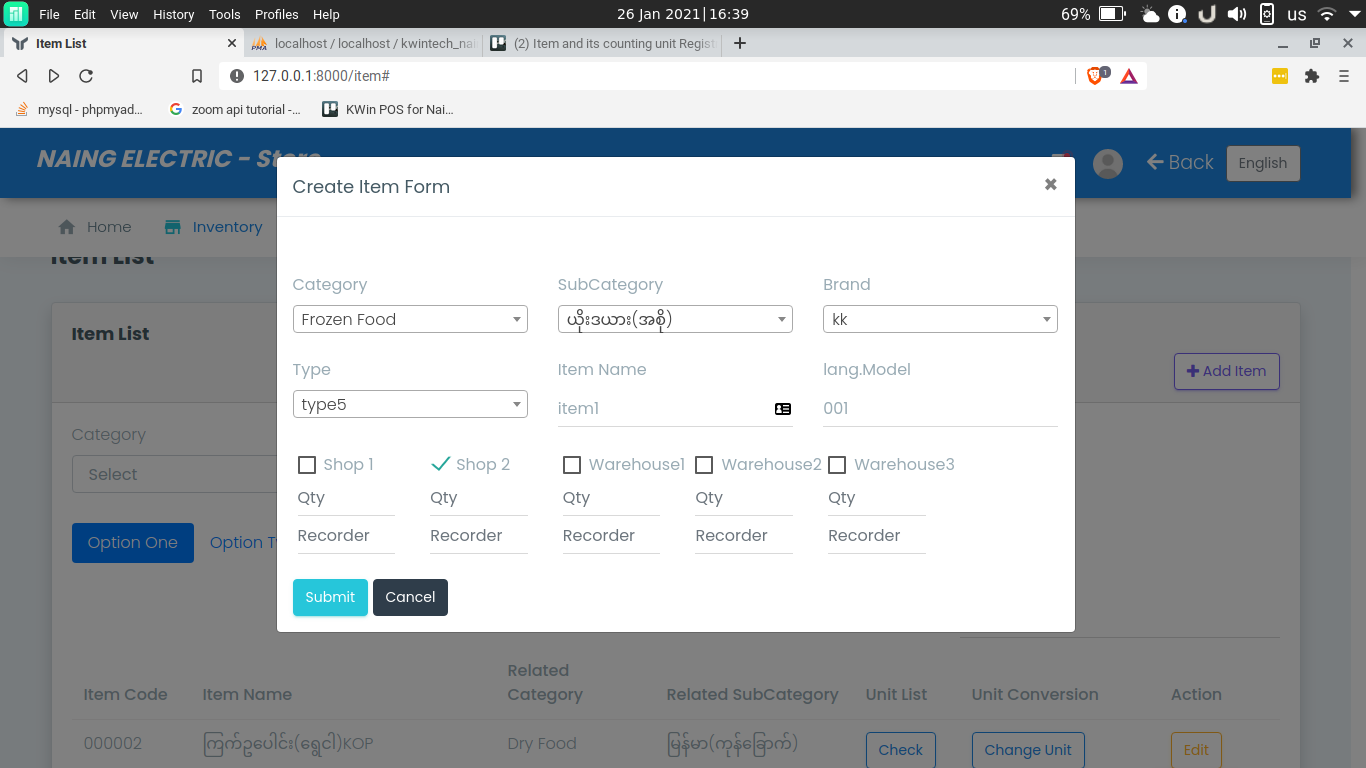 File Edit View History Tools Profiles Help
26 Jan 2021| 16:39
69%
us
Item List
localhost / localhost / kwintech_nai
(2) Item and its counting unit Regist
127.0.0.1:8000/item#
1
mysql - phpmyad…
zoom api tutorial -…
KWin POS for Nai…
NAING ELECTRIC - Store
Back
English
Home
Inventory
Item List
Create Item Form
Item List
Add Item
Category
Select
Category
SubCategory
Brand
Frozen Food
ယိုးဒယား(အစို)
kk
Type
Item Name
lang.Model
type5
item1
001
Shop 1
Shop 2
Warehouse1
Warehouse2
Warehouse3
Qty
Qty
Qty
Qty
Qty
Recorder
Recorder
Recorder
Recorder
Recorder
Option One
Submit
Cancel
Item Code
Item Name
Related Category
Related SubCategory
Unit List
Unit Conversion
Action
000002
ကြက်ဥပေါင်း(ရွှေငါ)KOP
Dry Food
မြန်မာ(ကုန်ခြောက်)
Check
Change Unit
Edit